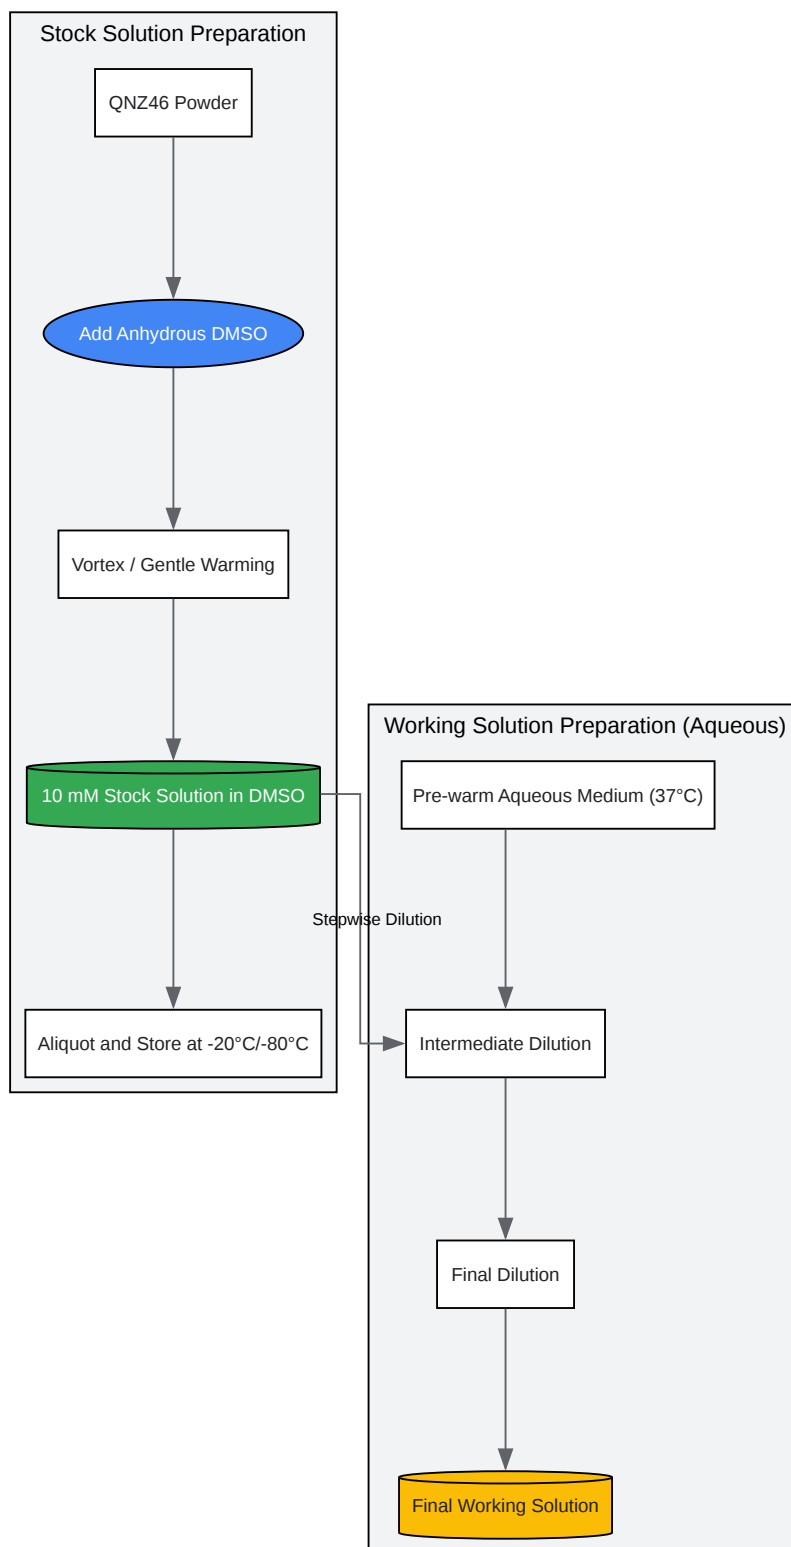 Stock Solution Preparation
QNZ46 Powder
Add Anhydrous DMSO
Vortex / Gentle Warming
10 mM Stock Solution in DMSO
Aliquot and Store at -20°C/-80°C
Stepwise Dilution
Working Solution Preparation (Aqueous)
Pre-warm Aqueous Medium (37°C)
Intermediate Dilution
Final Dilution
Final Working Solution